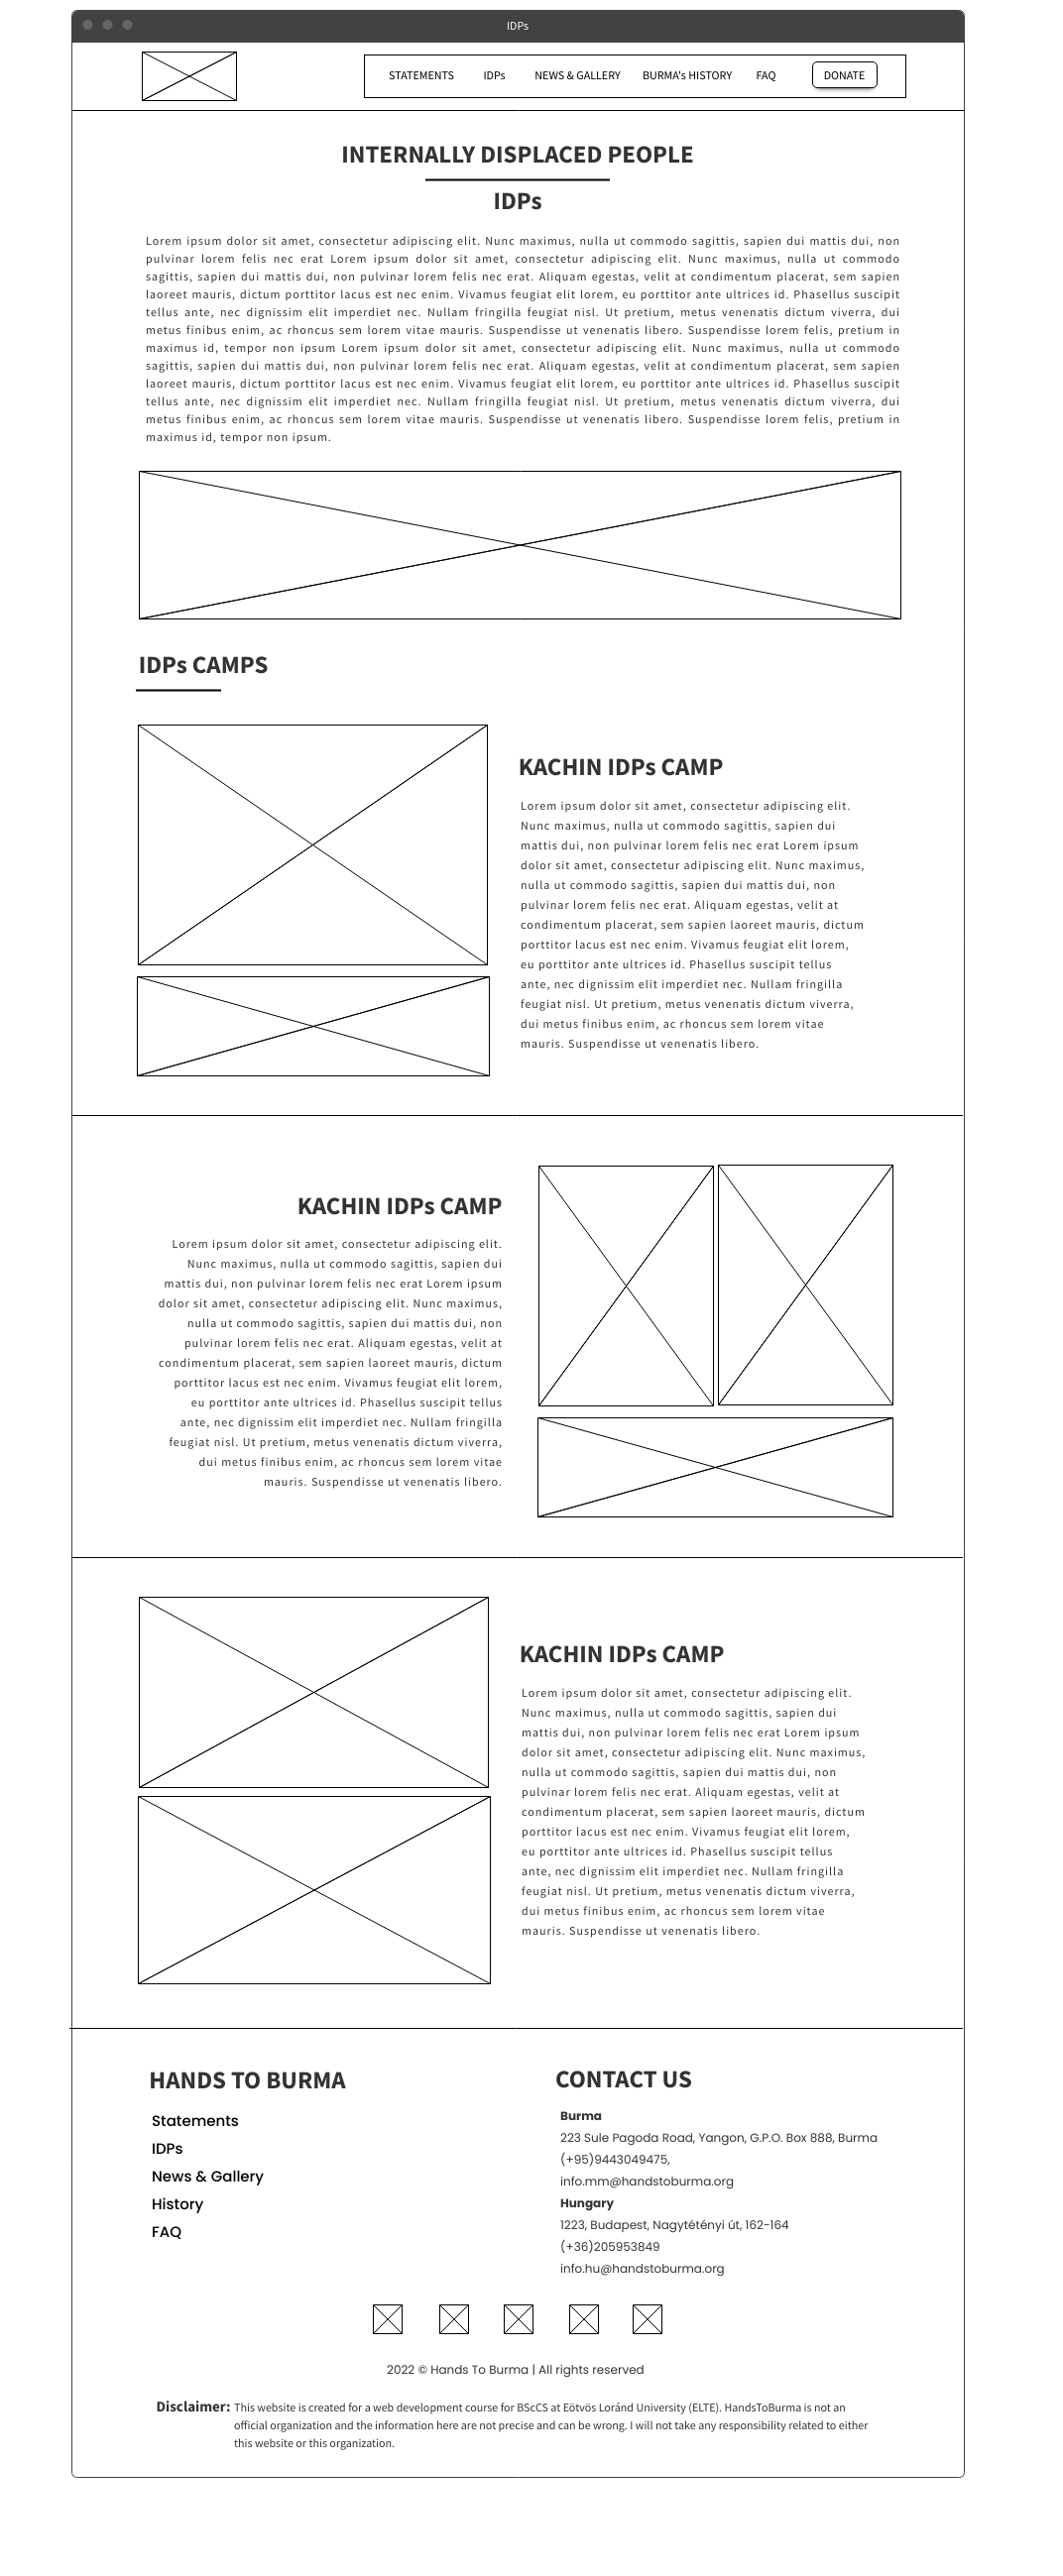 IDPs
STATEMENTS IDPs NEWS & GALLERY BURMA's HISTORY FAQ DONATE
INTERNALLY DISPLACED PEOPLE
IDPs
Lorem ipsum dolor sit amet, consectetur adipiscing elit. Nunc maximus, nulla ut commodo sagittis, sapien dui mattis dui, non
pulvinar lorem felis nec erat Lorem ipsum dolor sit amet, consectetur adipiscing elit. Nunc maximus, nulla ut commodo
sagittis, sapien dui mattis dui, non pulvinar lorem felis nec erat. Aliquam egestas, velit at condimentum placerat, sem sapien
laoreet mauris, dictum porttitor lacus est nec enim. Vivamus feugiat elit lorem, eu porttitor ante ultrices id. Phasellus suscipit
tellus ante, nec dignissim elit imperdiet nec. Nullam fringilla feugiat nisl. Ut pretium, metus venenatis dictum viverra, dui
metus finibus enim, ac rhoncus sem lorem vitae mauris. Suspendisse ut venenatis libero. Suspendisse lorem felis, pretium in
maximus id, tempor non ipsum Lorem ipsum dolor sit amet, consectetur adipiscing elit. Nunc maximus, nulla ut commodo
sagittis, sapien dui mattis dui, non pulvinar lorem felis nec erat. Aliquam egestas, velit at condimentum placerat, sem sapien
laoreet mauris, dictum porttitor lacus est nec enim. Vivamus feugiat elit lorem, eu porttitor ante ultrices id. Phasellus suscipit
tellus ante, nec dignissim elit imperdiet nec. Nullam fringilla feugiat nisl. Ut pretium, metus venenatis dictum viverra, dui
metus finibus enim, ac rhoncus sem lorem vitae mauris. Suspendisse ut venenatis libero. Suspendisse lorem felis, pretium in
maximus id, tempor non ipsum.
IDPs CAMPS
KACHIN IDPs CAMP
Lorem ipsum dolor sit amet, consectetur adipiscing elit.
Nunc maximus, nulla ut commodo sagittis, sapien dui
mattis dui, non pulvinar lorem felis nec erat Lorem ipsum
dolor sit amet, consectetur adipiscing elit. Nunc maximus,
nulla ut commodo sagittis, sapien dui mattis dui, non
pulvinar lorem felis nec erat. Aliquam egestas, velit at
condimentum placerat, sem sapien laoreet mauris, dictum
porttitor lacus est nec enim. Vivamus feugiat elit lorem,
eu porttitor ante ultrices id. Phasellus suscipit tellus
ante, nec dignissim elit imperdiet nec. Nullam fringilla
feugiat nisl. Ut pretium, metus venenatis dictum viverra,
dui metus finibus enim, ac rhoncus sem lorem vitae
mauris. Suspendisse ut venenatis libero.
KACHIN IDPs CAMP
Lorem ipsum dolor sit amet, consectetur adipiscing elit.
Nunc maximus, nulla ut commodo sagittis, sapien dui
mattis dui, non pulvinar lorem felis nec erat Lorem ipsum
dolor sit amet, consectetur adipiscing elit. Nunc maximus,
nulla ut commodo sagittis, sapien dui mattis dui, non
pulvinar lorem felis nec erat. Aliquam egestas, velit at
condimentum placerat, sem sapien laoreet mauris, dictum
porttitor lacus est nec enim. Vivamus feugiat elit lorem,
eu porttitor ante ultrices id. Phasellus suscipit tellus
ante, nec dignissim elit imperdiet nec. Nullam fringilla
feugiat nisl. Ut pretium, metus venenatis dictum viverra,
dui metus finibus enim, ac rhoncus sem lorem vitae
mauris. Suspendisse ut venenatis libero.
KACHIN IDPs CAMP
Lorem ipsum dolor sit amet, consectetur adipiscing elit.
Nunc maximus, nulla ut commodo sagittis, sapien dui
mattis dui, non pulvinar lorem felis nec erat Lorem ipsum
dolor sit amet, consectetur adipiscing elit. Nunc maximus,
nulla ut commodo sagittis, sapien dui mattis dui, non
pulvinar lorem felis nec erat. Aliquam egestas, velit at
condimentum placerat, sem sapien laoreet mauris, dictum
porttitor lacus est nec enim. Vivamus feugiat elit lorem,
eu porttitor ante ultrices id. Phasellus suscipit tellus
ante, nec dignissim elit imperdiet nec. Nullam fringilla
feugiat nisl. Ut pretium, metus venenatis dictum viverra,
dui metus finibus enim, ac rhoncus sem lorem vitae
mauris. Suspendisse ut venenatis libero.
HANDS TO BURMA
Statements
IDPs
News & Gallery
History
FAQ
CONTACT US
Burma
223 Sule Pagoda Road, Yangon, G.P.O. Box 888, Burma
(+95)9443049475,
info.mm@handstoburma.org
Hungary
1223, Budapest, Nagytétényi út, 162-164
(+36)205953849
info.hu@handstoburma.org
2022 © Hands To Burma | All rights reserved
Disclaimer: This website is created for a web development course for BScCS at Eötvös Loránd University (ELTE). HandsToBurma is not an
official organization and the information here are not precise and can be wrong. I will not take any responsibility related to either
this website or this organization.